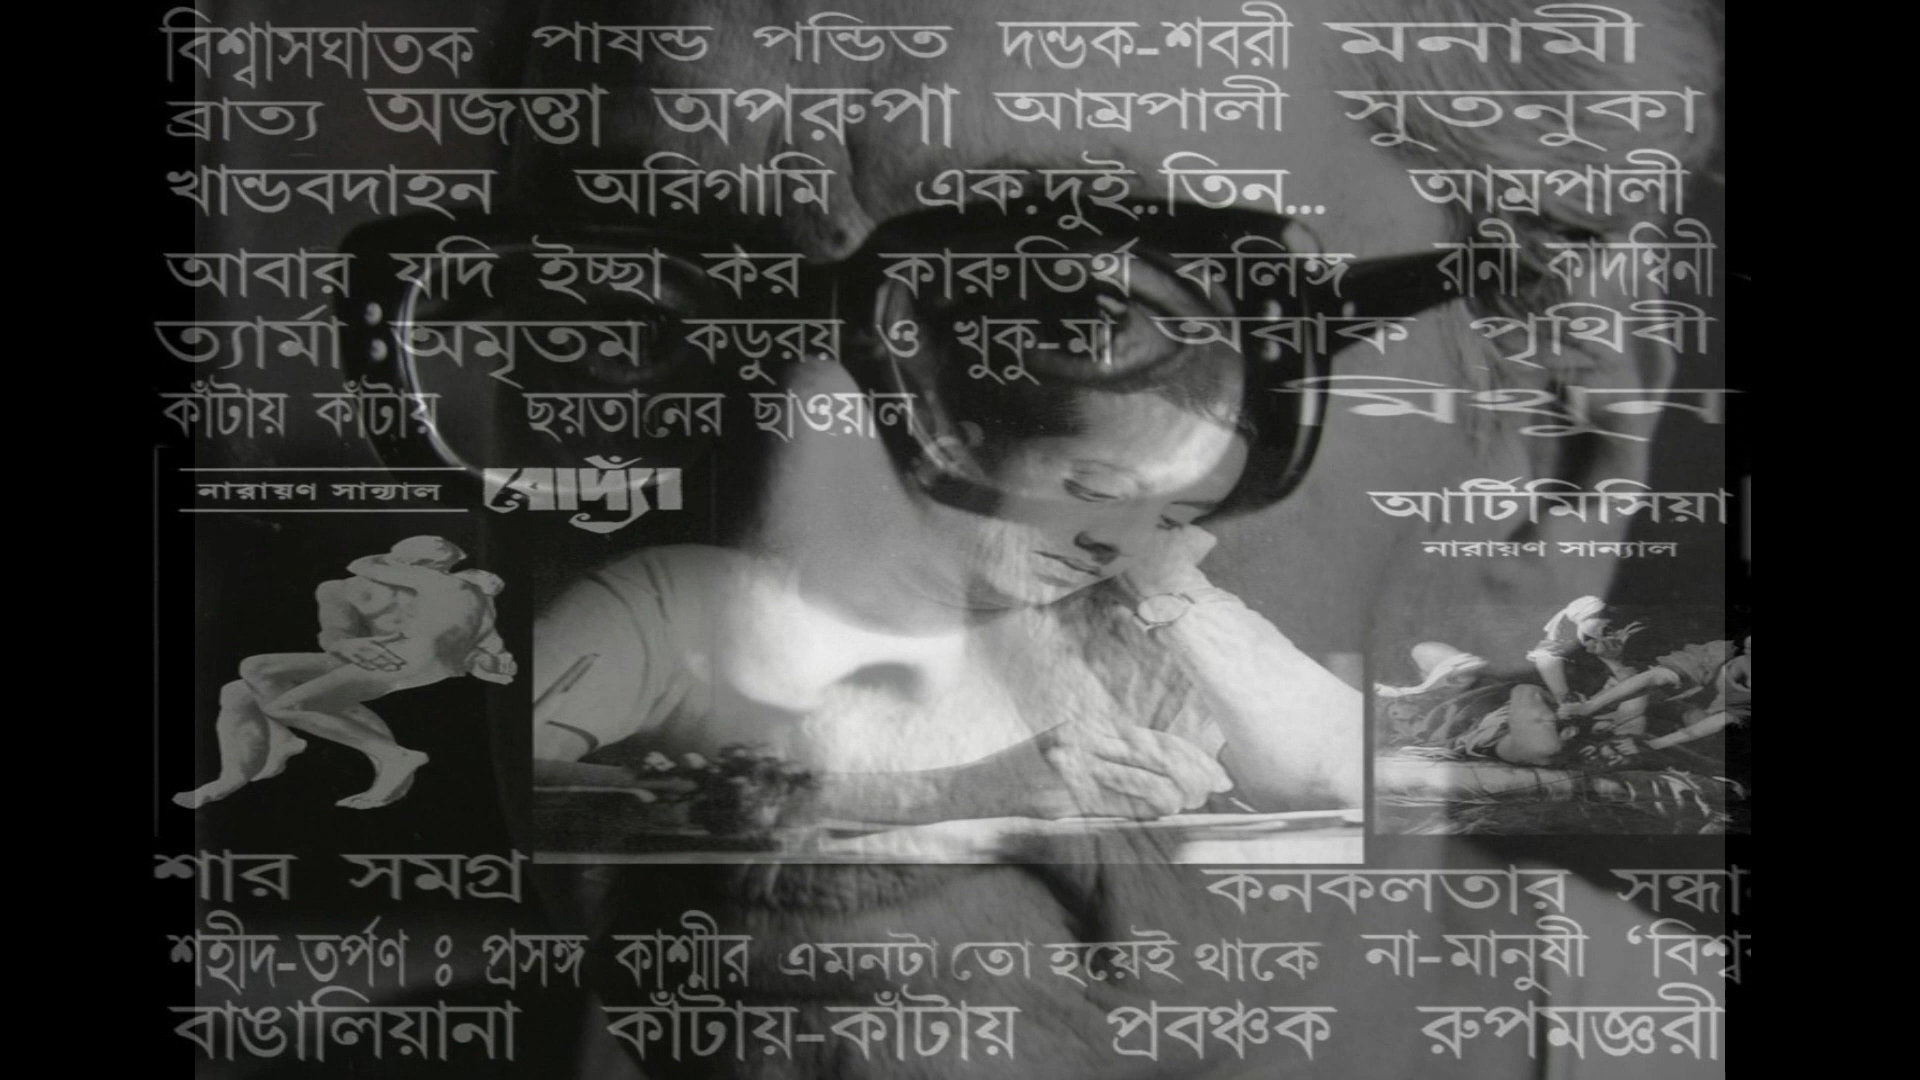 বিশ্বাসঘাতক পাষন্ড পন্ডিত দন্ডক-শবরী মনামী
ব্রাত্য অজন্তা অপরুপা আম্রপালী সুতনুকা
খান্ডবদাহন অরিগামি এক.দুই..তিন... আম্রপালী
আবার যদি ইচ্ছা কর কারুতির্থ কলিঙ্গ রানী কাদম্বিনী
ত্যার্মা অমৃতম কড়ুরয় ও খুকু-মা অবাক পৃথিবী
কাঁটায় কাঁটায় ছয়তানের ছাওয়াল মিথুন
নারায়ণ সান্যাল রোদ্যাঁ আর্টিমিসিয়া
নারায়ণ সান্যাল
শার সমগ্র কনকলতার সন্ধা
শহীদ-তর্পণ ঃ প্রসঙ্গ কাশ্মীর এমনটা তো হয়েই থাকে না-মানুষী ‘বিশ্ব
বাঙালিয়ানা কাঁটায়-কাঁটায় প্রবঞ্চক রুপমঞ্জরী